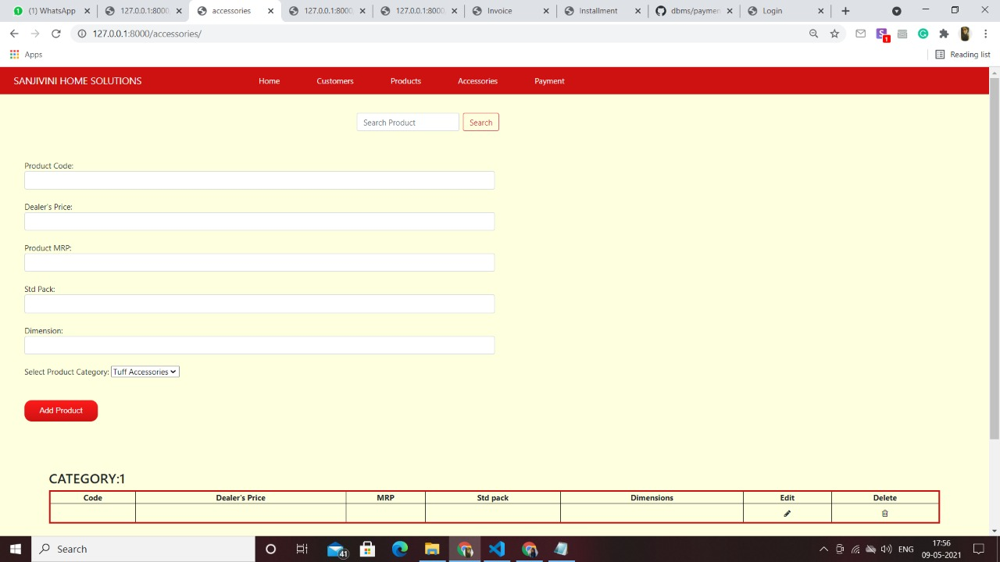 (1) WhatsApp
127.0.0.1:8000
accessories
127.0.0.1:8000
127.0.0.1:8000
Invoice
Installment
dbms/paymen
Login
127.0.0.1:8000/accessories/
1
Apps
Reading list
SANJIVINI HOME SOLUTIONS
Home
Customers
Products
Accessories
Payment
Search Product
Search
Product Code:
Dealer's Price:
Product MRP:
Std Pack:
Dimension:
Select Product Category: Tuff Accessories
Add Product
CATEGORY:1
Code Dealer's Price MRP Std pack Dimensions Edit Delete
Search
41
ENG
17:56
09-05-2021